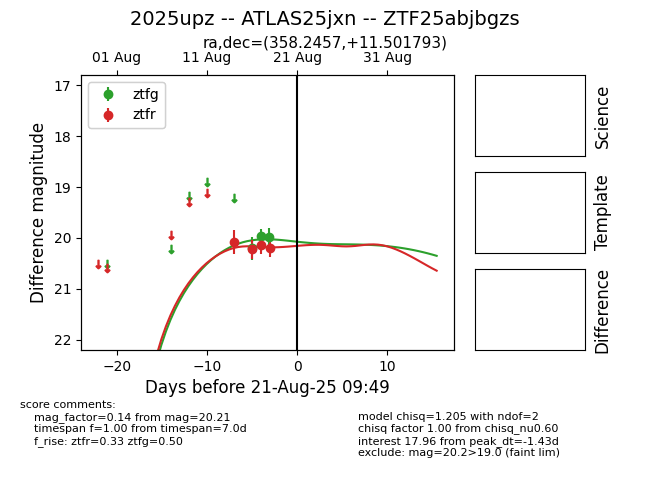 2025upz -- ATLAS25jxn -- ZTF25abjbgzs
ra,dec=(358.2457,+11.501793)
01 Aug 11 Aug 21 Aug 31 Aug
ztfg
ztfr
17
18
19
20
21
22
Difference magnitude
−20 −10 0 10
Days before 21-Aug-25 09:49
Science
Template
Difference
score comments:
mag_factor=0.14 from mag=20.21
timespan f=1.00 from timespan=7.0d
f_rise: ztfr=0.33 ztfg=0.50
model chisq=1.205 with ndof=2
chisq factor 1.00 from chisq_nu0.60
interest 17.96 from peak_dt=-1.43d
exclude: mag=20.2>19.0 (faint lim)